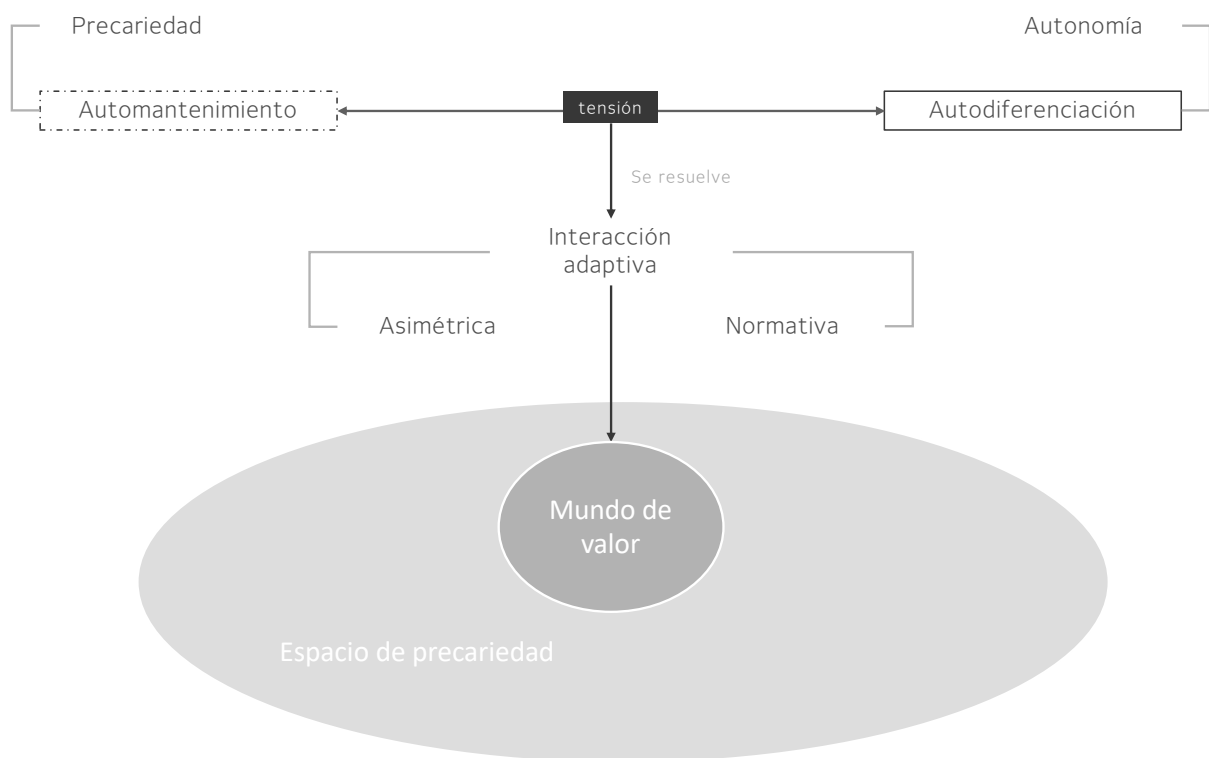 Precariedad
Autonomía
Automantenimiento
tensión
Autodiferenciación
Se resuelve
Interacción
adaptiva
Asimétrica
Normativa
Mundo de
valor
Espacio de precariedad